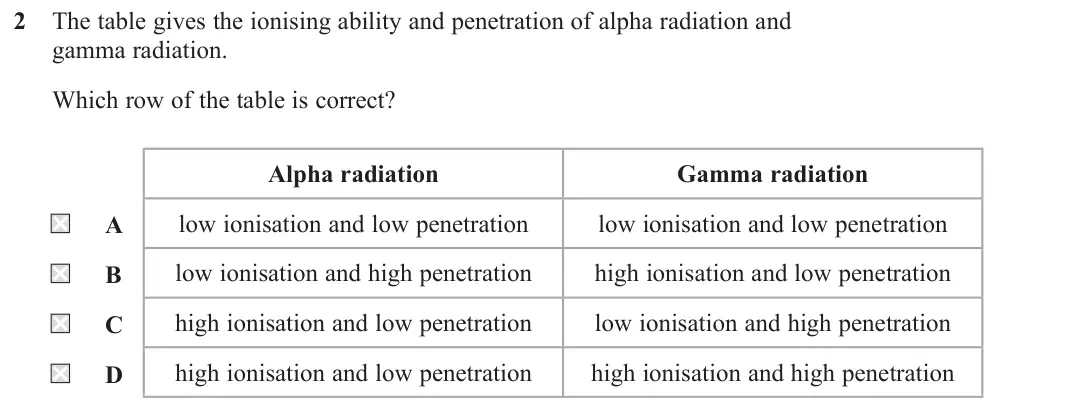 2 The table gives the ionising ability and penetration of alpha radiation and
gamma radiation.
Which row of the table is correct?
Alpha radiation Gamma radiation
A low ionisation and low penetration low ionisation and low penetration
B low ionisation and high penetration high ionisation and low penetration
C high ionisation and low penetration low ionisation and high penetration
D high ionisation and low penetration high ionisation and high penetration